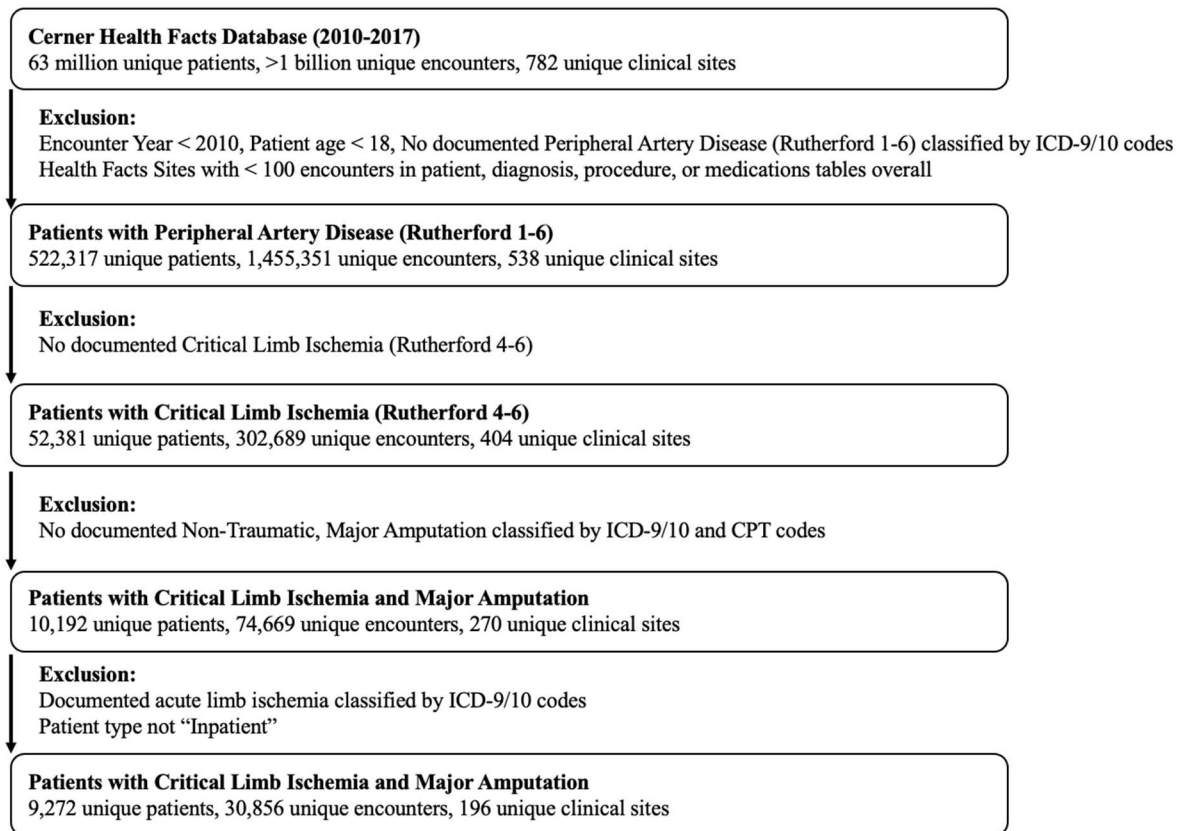 Cerner Health Facts Database (2010-2017)
63 million unique patients, >1 billion unique encounters, 782 unique clinical sites
Exclusion:
Encounter Year < 2010, Patient age < 18, No documented Peripheral Artery Disease (Rutherford 1-6) classified by ICD-9/10 codes
Health Facts Sites with < 100 encounters in patient, diagnosis, procedure, or medications tables overall
Patients with Peripheral Artery Disease (Rutherford 1-6)
522,317 unique patients, 1,455,351 unique encounters, 538 unique clinical sites
Exclusion:
No documented Critical Limb Ischemia (Rutherford 4-6)
Patients with Critical Limb Ischemia (Rutherford 4-6)
52,381 unique patients, 302,689 unique encounters, 404 unique clinical sites
Exclusion:
No documented Non-Traumatic, Major Amputation classified by ICD-9/10 and CPT codes
Patients with Critical Limb Ischemia and Major Amputation
10,192 unique patients, 74,669 unique encounters, 270 unique clinical sites
Exclusion:
Documented acute limb ischemia classified by ICD-9/10 codes
Patient type not “Inpatient”
Patients with Critical Limb Ischemia and Major Amputation
9,272 unique patients, 30,856 unique encounters, 196 unique clinical sites